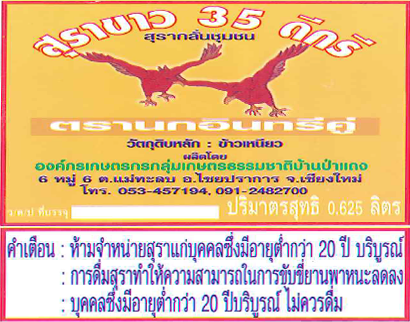 สุราขาว 35 ดีกรี
สุรากลั่นชุมชน
ตรานกอินทรีคู่
วัตถุดิบหลัก : ข้าวเหนียว
ผลิตโดย
องค์กรเกษตรกรกลุ่มเกษตรธรรมชาติบ้านป่าแดง
6 หมู่ 6 ต.แม่ทะลบ อ.ไชยปราการ จ.เชียงใหม่
โทร. 053-457194, 091-2482700
ว/ด/ป ที่บรรจุ ปริมาตรสุทธิ 0.625 ลิตร
คำเตือน : ห้ามจำหน่ายสุราแก่บุคคลซึ่งมีอายุต่ำกว่า 20 ปี บริบูรณ์
: การดื่มสุราทำให้ความสามารถในการขับขี่ยานพาหนะลดลง
: บุคคลซึ่งมีอายุต่ำกว่า 20 ปีบริบูรณ์ ไม่ควรดื่ม